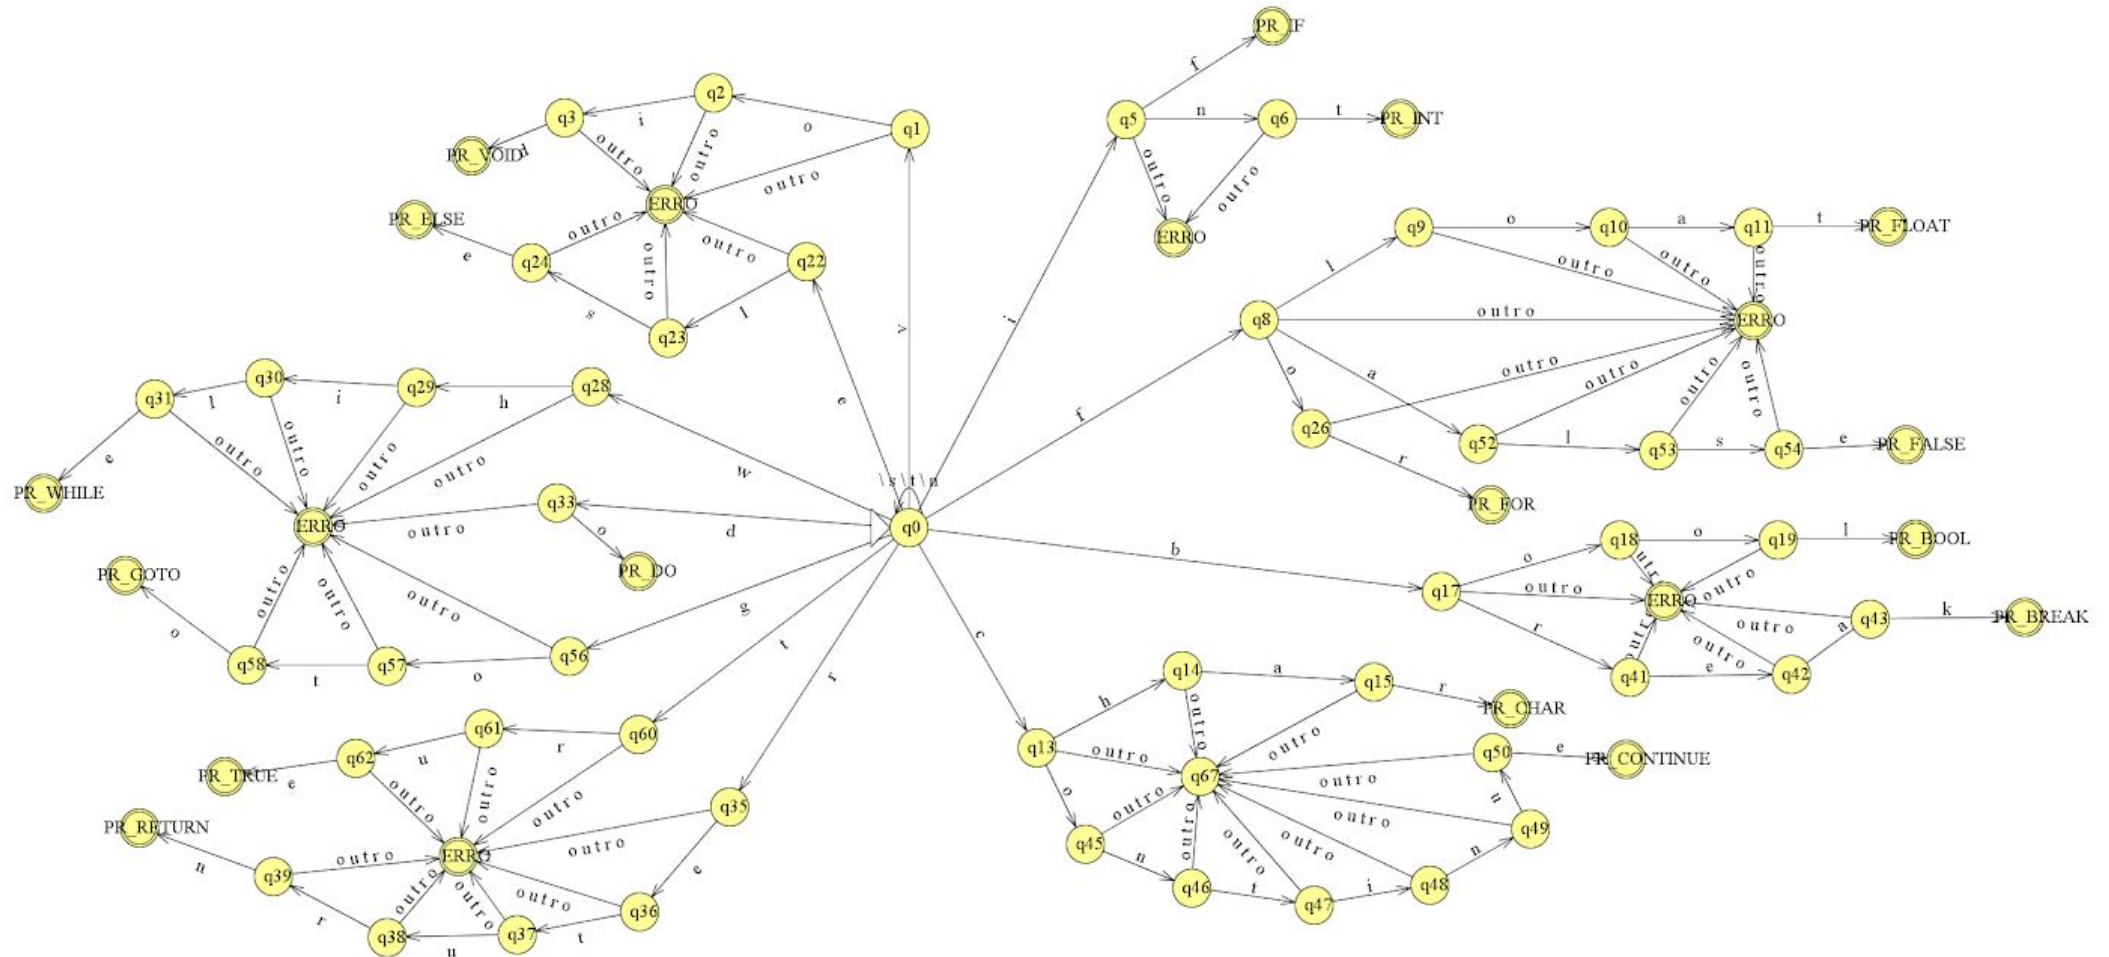 PR_IF
f
q5
n
q6
t
PR_INT
outro
outro
ERRO
q3
i
q2
o
q1
PR_VOID
d
outro
outro
outro
ERRO
PR_ELSE
e
q24
outro
outro
outro
q22
s
q23
l
v
e
i
f
q9
o
q10
a
q11
t
PR_FLOAT
l
outro
outro
outro
q8
outro
ERRO
o
a
outro
outro
outro
outro
q26
q52
l
q53
s
q54
e
PR_FALSE
r
PR_FOR
q31
l
q30
i
q29
h
q28
e
outro
outro
outro
outro
w
PR_WHILE
ERRO
outro
q33
o
PR_DO
d
\s\t\n
q0
b
PR_GOTO
o
outro
outro
outro
g
q58
t
q57
o
q56
t
r
c
q17
o
q18
o
q19
l
PR_BOOL
outro
utr
outro
ERRO
r
outr
outro
outro
q43
k
PR_BREAK
q41
e
q42
a
q62
u
q61
r
q60
PR_TRUE
e
outro
outro
outro
q35
PR_RETURN
n
outro
ERRO
outro
e
q39
outro
outro
outro
q36
r
q38
u
q37
t
q13
h
q14
a
q15
r
PR_CHAR
outro
outro
outro
q67
outro
q50
e
PR_CONTINUE
o
outro
outro
outro
outro
outro
u
q49
q45
n
q46
t
q47
i
q48
n